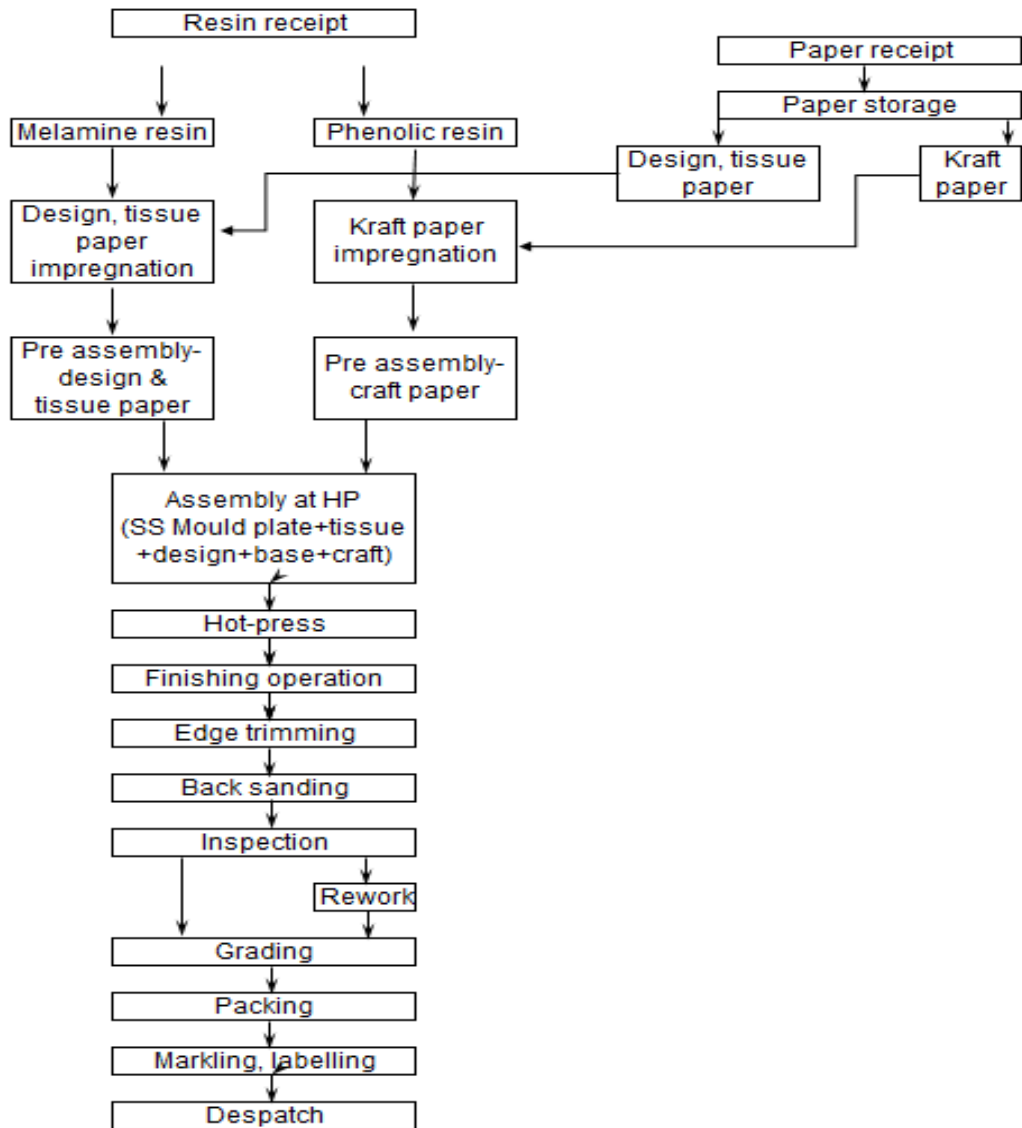 Resin receipt
Paper receipt
Paper storage
Melamine resin
Phenolic resin
Design, tissue
paper
Kraft
paper
Design, tissue
paper
impregnation
Kraft paper
impregnation
Pre assembly-
design &
tissue paper
Pre assembly-
craft paper
Assembly at HP
(SS Mould plate+tissue
+design+base+craft)
Hot-press
Finishing operation
Edge trimming
Back sanding
Inspection
Rework
Grading
Packing
Markling, labelling
Despatch